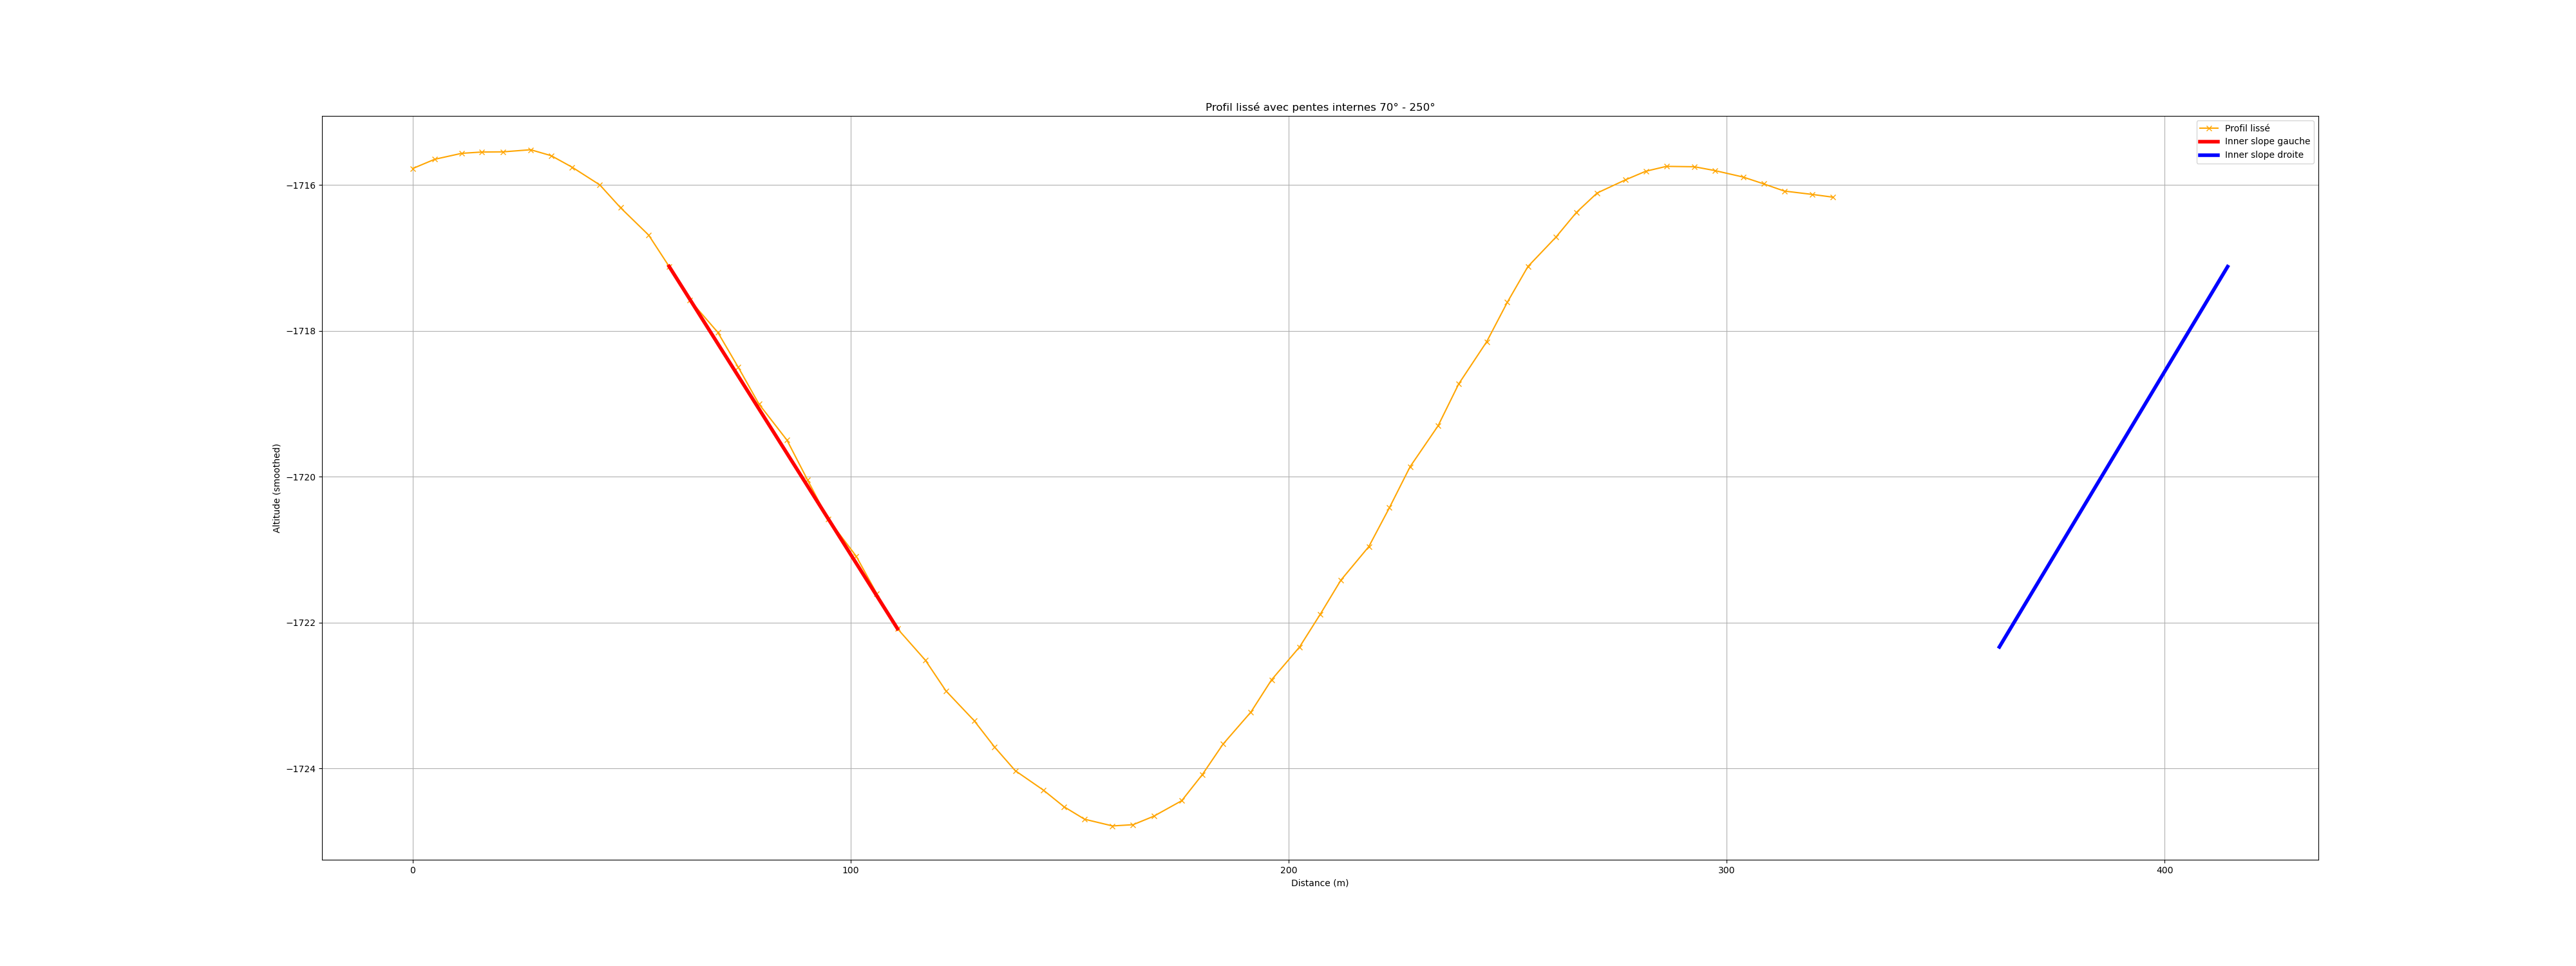 Profil lissé avec pentes internes 70° - 250°
Profil lissé
Inner slope gauche
Inner slope droite
−1716
−1718
−1720
−1722
−1724
Altitude (smoothed)
0
100
200
300
400
Distance (m)